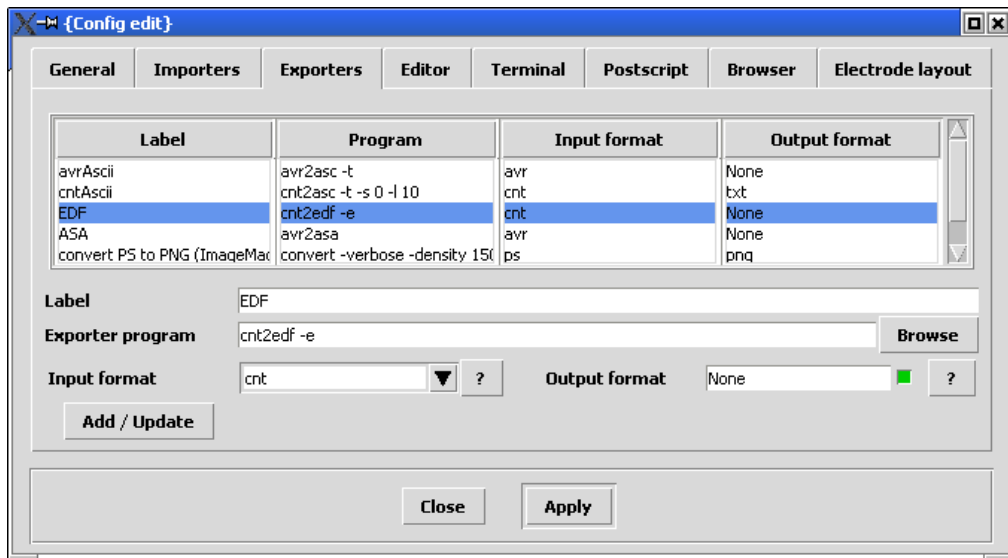 {Config edit}
General Importers Exporters Editor Terminal Postscript Browser Electrode layout
Label Program Input format Output format
avrAscii avr2asc -t avr None
cntAscii cnt2asc -t -s 0 -l 10 cnt txt
EDF cnt2edf -e cnt None
ASA avr2asa avr None
convert PS to PNG (ImageMac convert -verbose -density 150 ps png
Label EDF
Exporter program cnt2edf -e Browse
Input format cnt ? Output format None ?
Add / Update
Close Apply